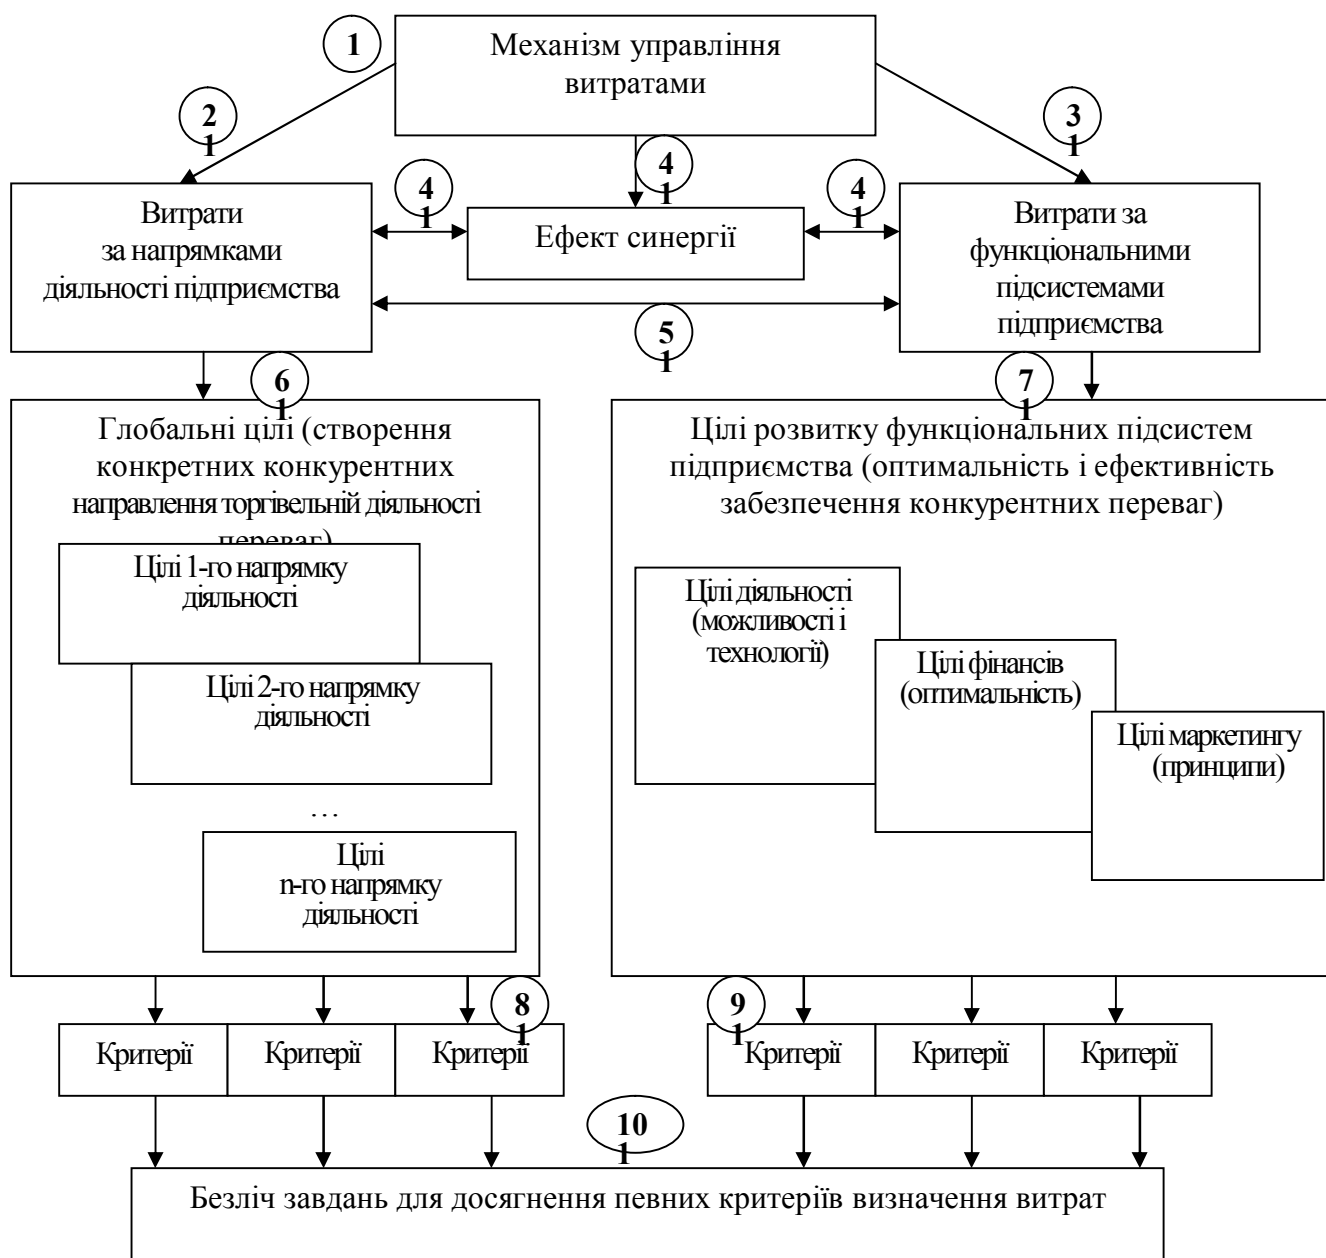 1
Механізм управління
витратами
2
1
3
1
4
1
4
1
4
1
Витрати
за напрямками
діяльності підприємства
Ефект синергії
Витрати за
функціональними
підсистемами
підприємства
5
1
6
1
7
1
Глобальні цілі (створення
конкретних конкурентних
направлення торгівельній діяльності
переваг)
Цілі 1-го напрямку
діяльності
Цілі 2-го напрямку
діяльності
…
Цілі
n-го напрямку
діяльності
Цілі розвитку функціональних підсистем
підприємства (оптимальність і ефективність
забезпечення конкурентних переваг)
Цілі діяльності
(можливості і
технології)
Цілі фінансів
(оптимальність)
Цілі маркетингу
(принципи)
8
1
9
1
Критерії
Критерії
Критерії
Критерії
Критерії
Критерії
10
1
Безліч завдань для досягнення певних критеріїв визначення витрат